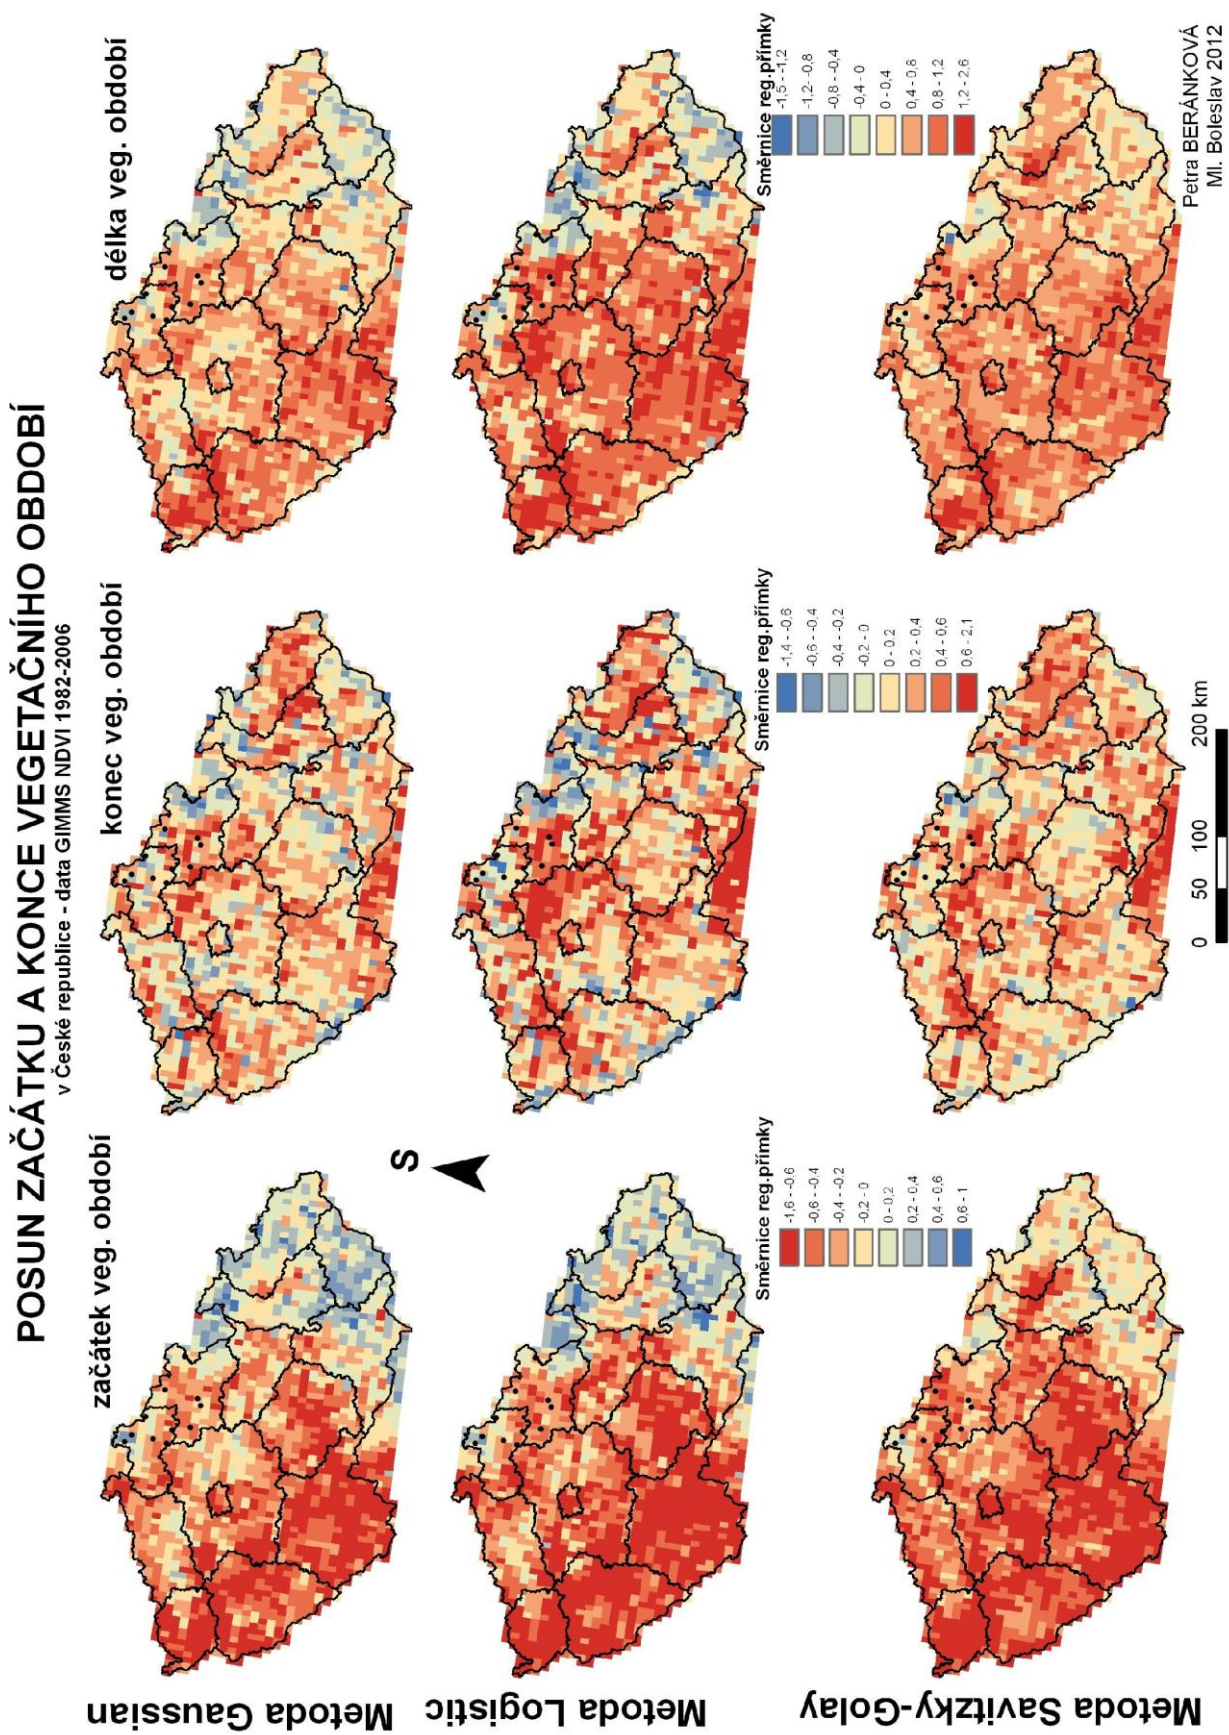 POSUN ZAČÁTKU A KONCE VEGETAČNÍHO OBDOBÍ
v České republice - data GIMMS NDVI 1982-2006
začátek veg. období
konec veg. období
délka veg. období
Metoda Gaussian
S
Metoda Logistic
Metoda Savitzky-Golay
Směrnice reg.přímky
-1,6 - -0,6
-0,6 - -0,4
-0,4 - -0,2
-0,2 - 0
0 - 0,2
0,2 - 0,4
0,4 - 0,6
0,6 - 1
Směrnice reg.přímky
-1,4 - -0,6
-0,6 - -0,4
-0,4 - -0,2
-0,2 - 0
0 - 0,2
0,2 - 0,4
0,4 - 0,6
0,6 - 2,1
Směrnice reg.přímky
-1,5 - -1,2
-1,2 - -0,8
-0,8 - -0,4
-0,4 - 0
0 - 0,4
0,4 - 0,8
0,8 - 1,2
1,2 - 2,6
0 50 100 200 km
Petra BERÁNKOVÁ
Ml. Boleslav 2012